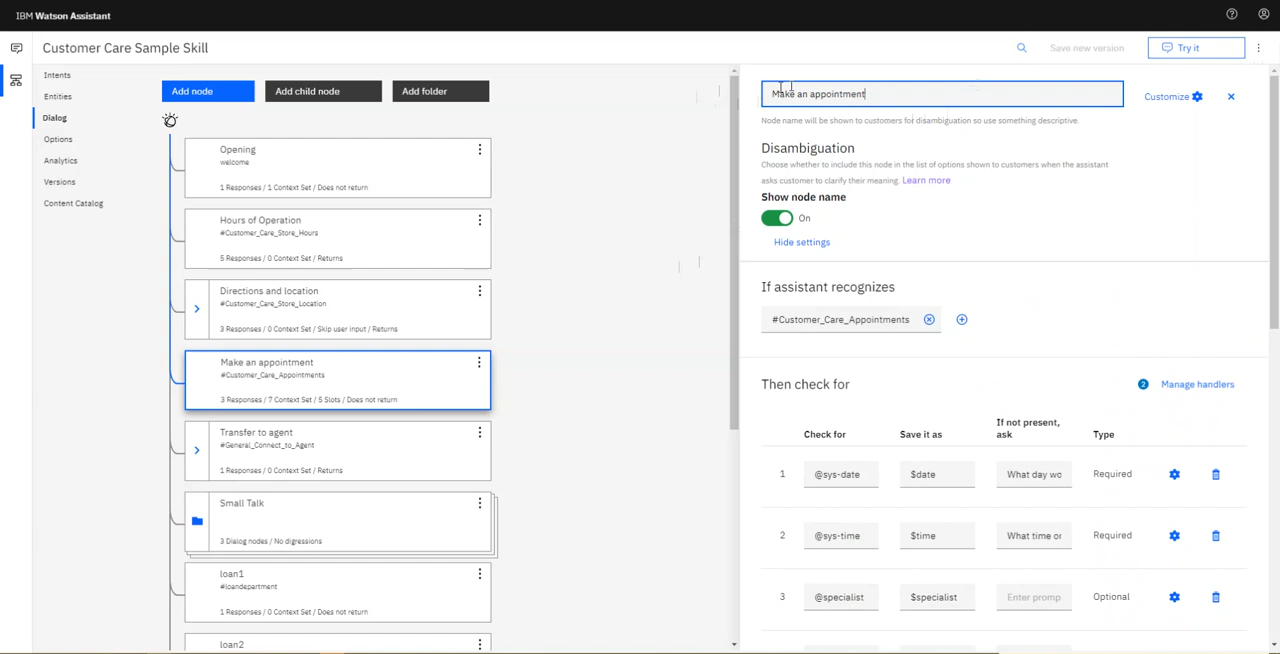 IBM Watson Assistant
Customer Care Sample Skill
Save new version
Try it
Intents
Entities
Dialog
Options
Analytics
Versions
Content Catalog
Add node
Add child node
Add folder
Opening
welcome
1 Responses / 1 Context Set / Does not return
Hours of Operation
#Customer_Care_Store_Hours
5 Responses / 0 Context Set / Returns
Directions and location
#Customer_Care_Store_Location
3 Responses / 0 Context Set / Skip user input / Returns
Make an appointment
#Customer_Care_Appointments
3 Responses / 7 Context Set / 5 Slots / Does not return
Transfer to agent
#General_Connect_to_Agent
1 Responses / 0 Context Set / Returns
Small Talk
3 Dialog nodes / No digressions
loan1
#loandepartment
1 Responses / 0 Context Set / Does not return
loan2
Make an appointment
Customize
Node name will be shown to customers for disambiguation so use something descriptive.
Disambiguation
Choose whether to include this node in the list of options shown to customers when the assistant
asks customer to clarify their meaning. Learn more
Show node name
On
Hide settings
If assistant recognizes
#Customer_Care_Appointments
Then check for
2 Manage handlers
Check for
Save it as
If not present,
ask
Type
1 @sys-date $date What day wo Required
2 @sys-time $time What time or Required
3 @specialist $specialist Enter promp Optional